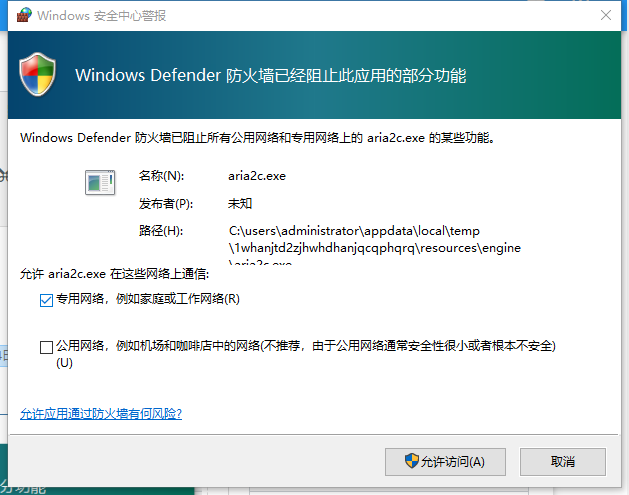 Windows 安全中心警报
Windows Defender 防火墙已经阻止此应用的部分功能
Windows Defender 防火墙已阻止所有公用网络和专用网络上的 aria2c.exe 的某些功能。
名称(N): aria2c.exe
发布者(P): 未知
路径(H): C:\users\administrator\appdata\local\temp
\1whanjtd2zjhwhdhanjqcqphqrq\resources\engine
\aria2c.exe
允许 aria2c.exe 在这些网络上通信:
专用网络，例如家庭或工作网络(R)
公用网络，例如机场和咖啡店中的网络(不推荐，由于公用网络通常安全性很小或者根本不安全)
(U)
允许应用通过防火墙有何风险?
允许访问(A) 取消
分功能